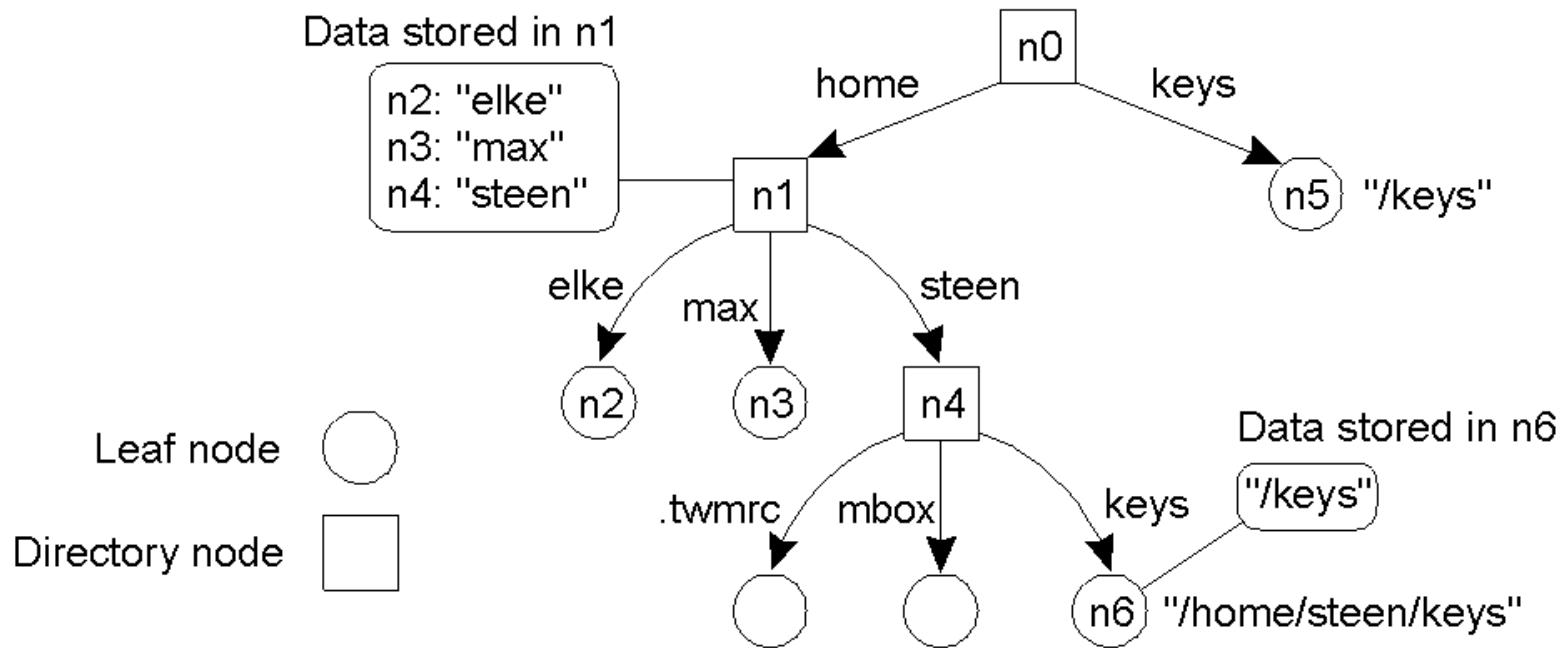 Data stored in n1
n0
n2: "elke"
n3: "max"
n4: "steen"
home
keys
n1
n5 "/keys"
elke
max
steen
n2
n3
n4
Leaf node
Data stored in n6
"/keys"
.twmrc
mbox
keys
Directory node
n6 "/home/steen/keys"